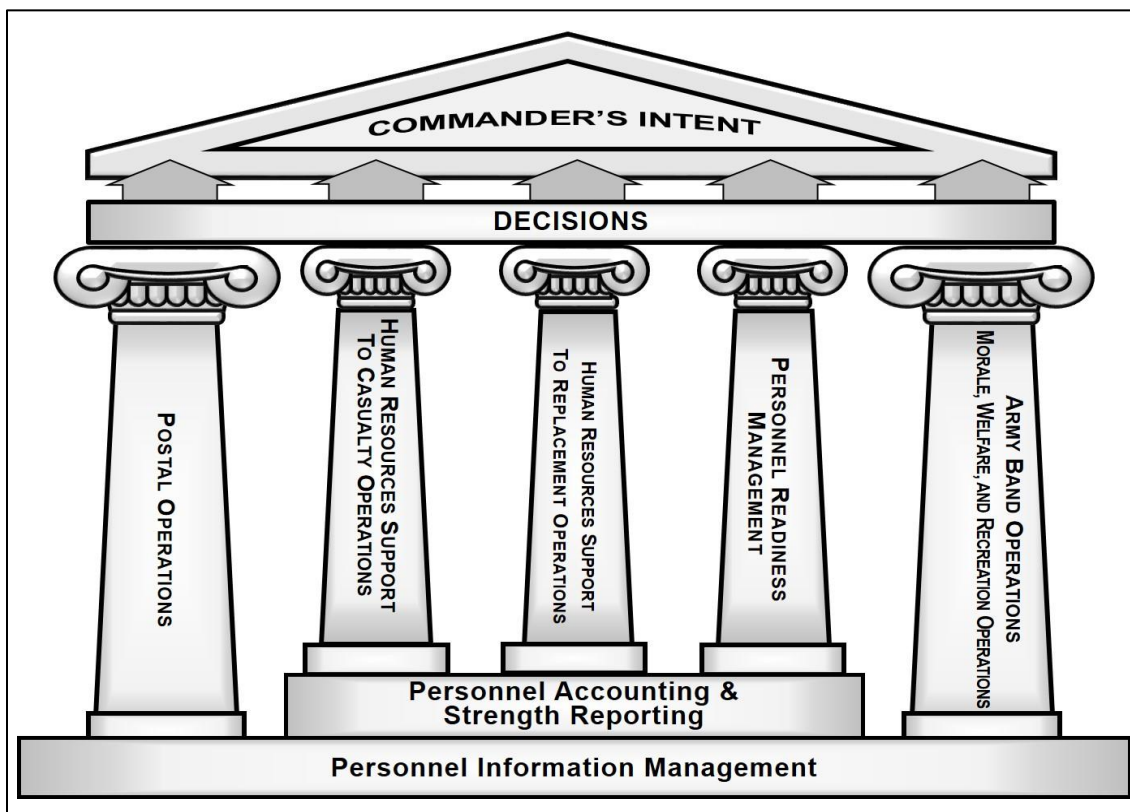 COMMANDER'S INTENT
DECISIONS
POSTAL OPERATIONS
HUMAN RESOURCES SUPPORT
TO CASUALTY OPERATIONS
HUMAN RESOURCES SUPPORT
TO REPLACEMENT OPERATIONS
PERSONNEL READINESS
MANAGEMENT
ARMY BAND OPERATIONS
MORALE, WELFARE, AND RECREATION OPERATIONS
Personnel Accounting &
Strength Reporting
Personnel Information Management